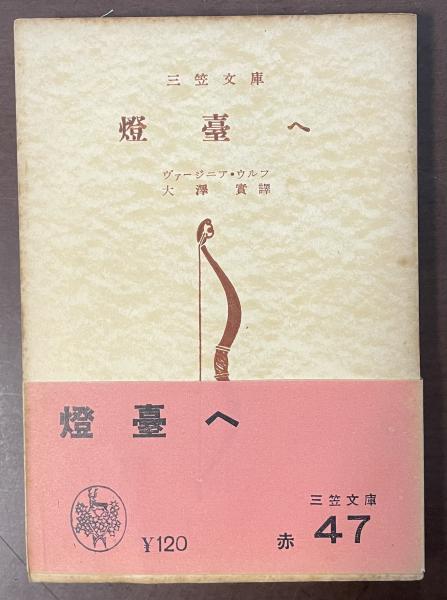 三笠文庫
燈臺へ
ヴァージニア・ウルフ
大澤實譯
燈臺へ
三笠文庫
¥120
赤 47